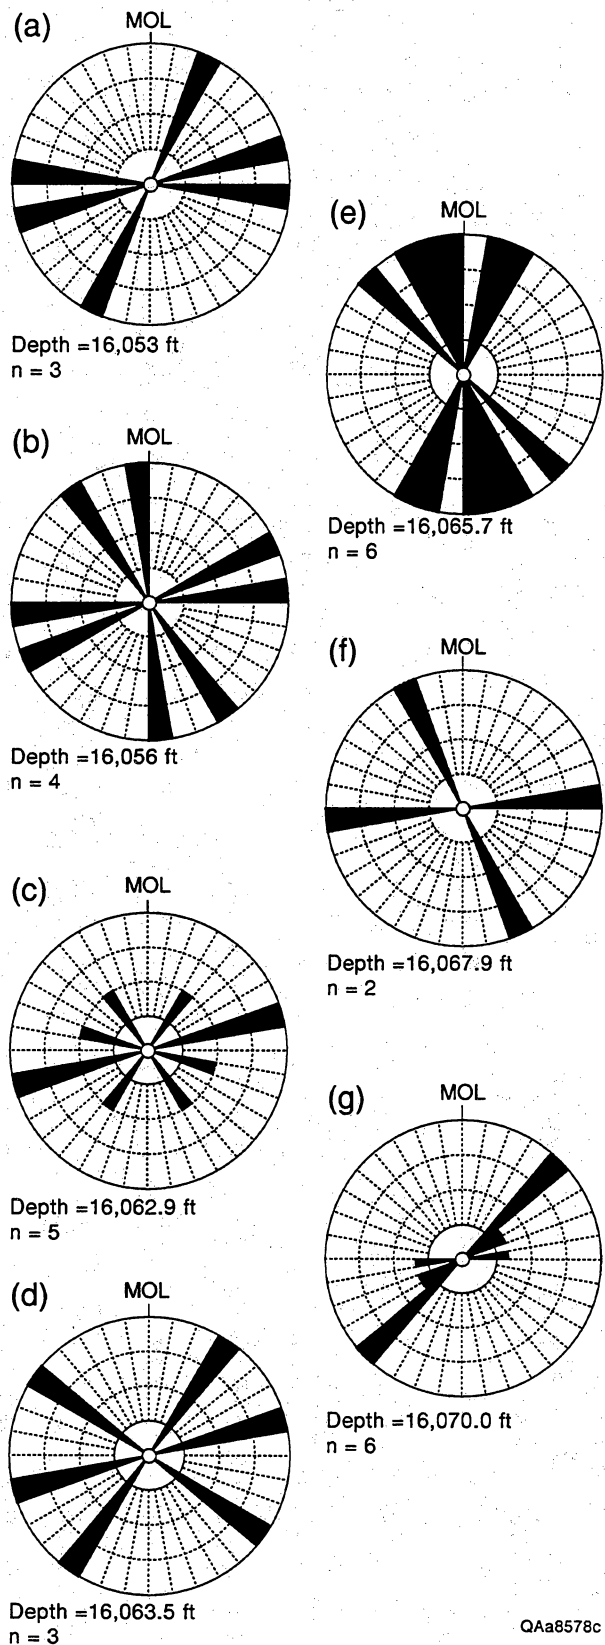 (a)
MOL
Depth =16,053 ft
n = 3
(b)
MOL
Depth =16,056 ft
n = 4
(c)
MOL
Depth =16,062.9 ft
n = 5
(d)
MOL
Depth =16,063.5 ft
n = 3
(e)
MOL
Depth =16,065.7 ft
n = 6
(f)
MOL
Depth =16,067.9 ft
n = 2
(g)
MOL
Depth =16,070.0 ft
n = 6
QAa8578c